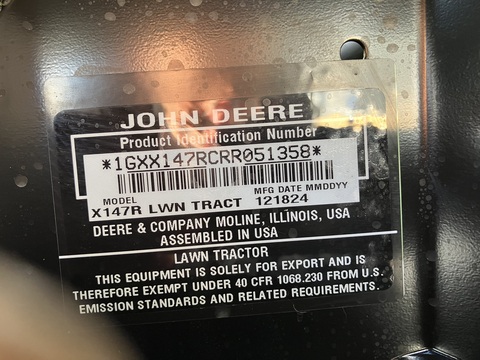 JOHN DEERE
Product Identification Number
*1GXX147RCRR051358*
MODEL MFG DATE MMDDYY
X147R LWN TRACT 121824
DEERE & COMPANY MOLINE, ILLINOIS, USA
ASSEMBLED IN USA
LAWN TRACTOR
THIS EQUIPMENT IS SOLELY FOR EXPORT AND IS
THEREFORE EXEMPT UNDER 40 CFR 1068.230 FROM U.S.
EMISSION STANDARDS AND RELATED REQUIREMENTS.